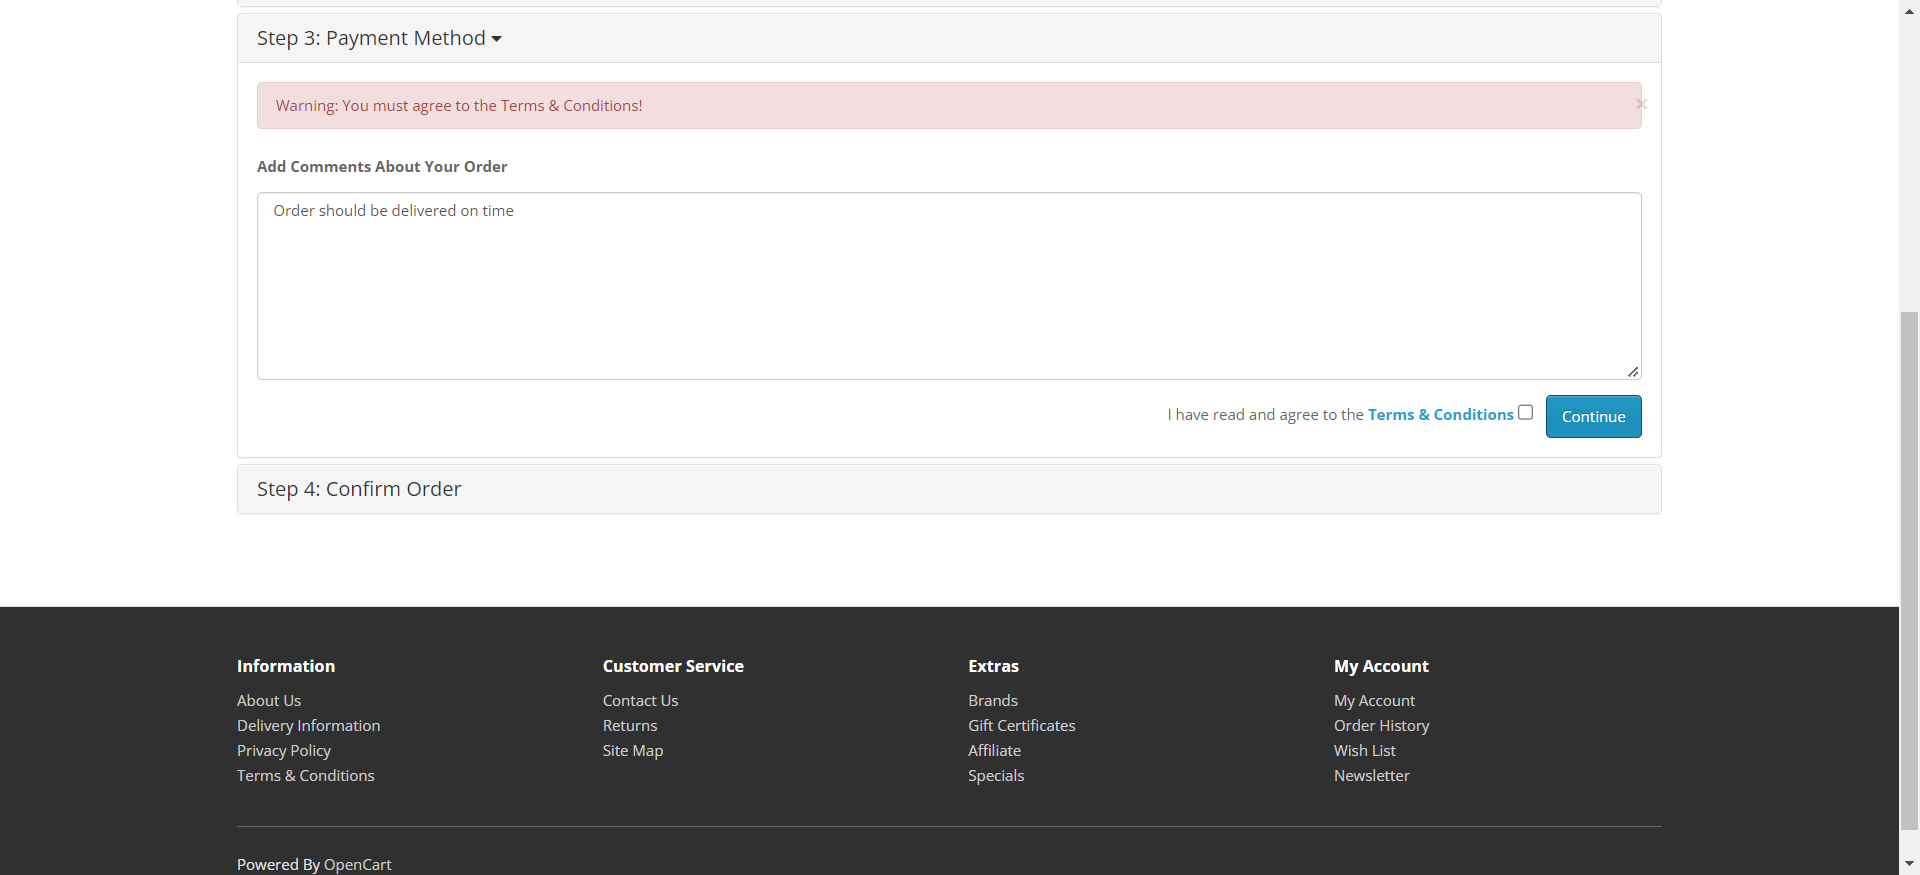 Step 3: Payment Method
Warning: You must agree to the Terms & Conditions!
×
Add Comments About Your Order
Order should be delivered on time
I have read and agree to the Terms & Conditions
Continue
Step 4: Confirm Order
Information
About Us
Delivery Information
Privacy Policy
Terms & Conditions
Customer Service
Contact Us
Returns
Site Map
Extras
Brands
Gift Certificates
Affiliate
Specials
My Account
My Account
Order History
Wish List
Newsletter
Powered By OpenCart